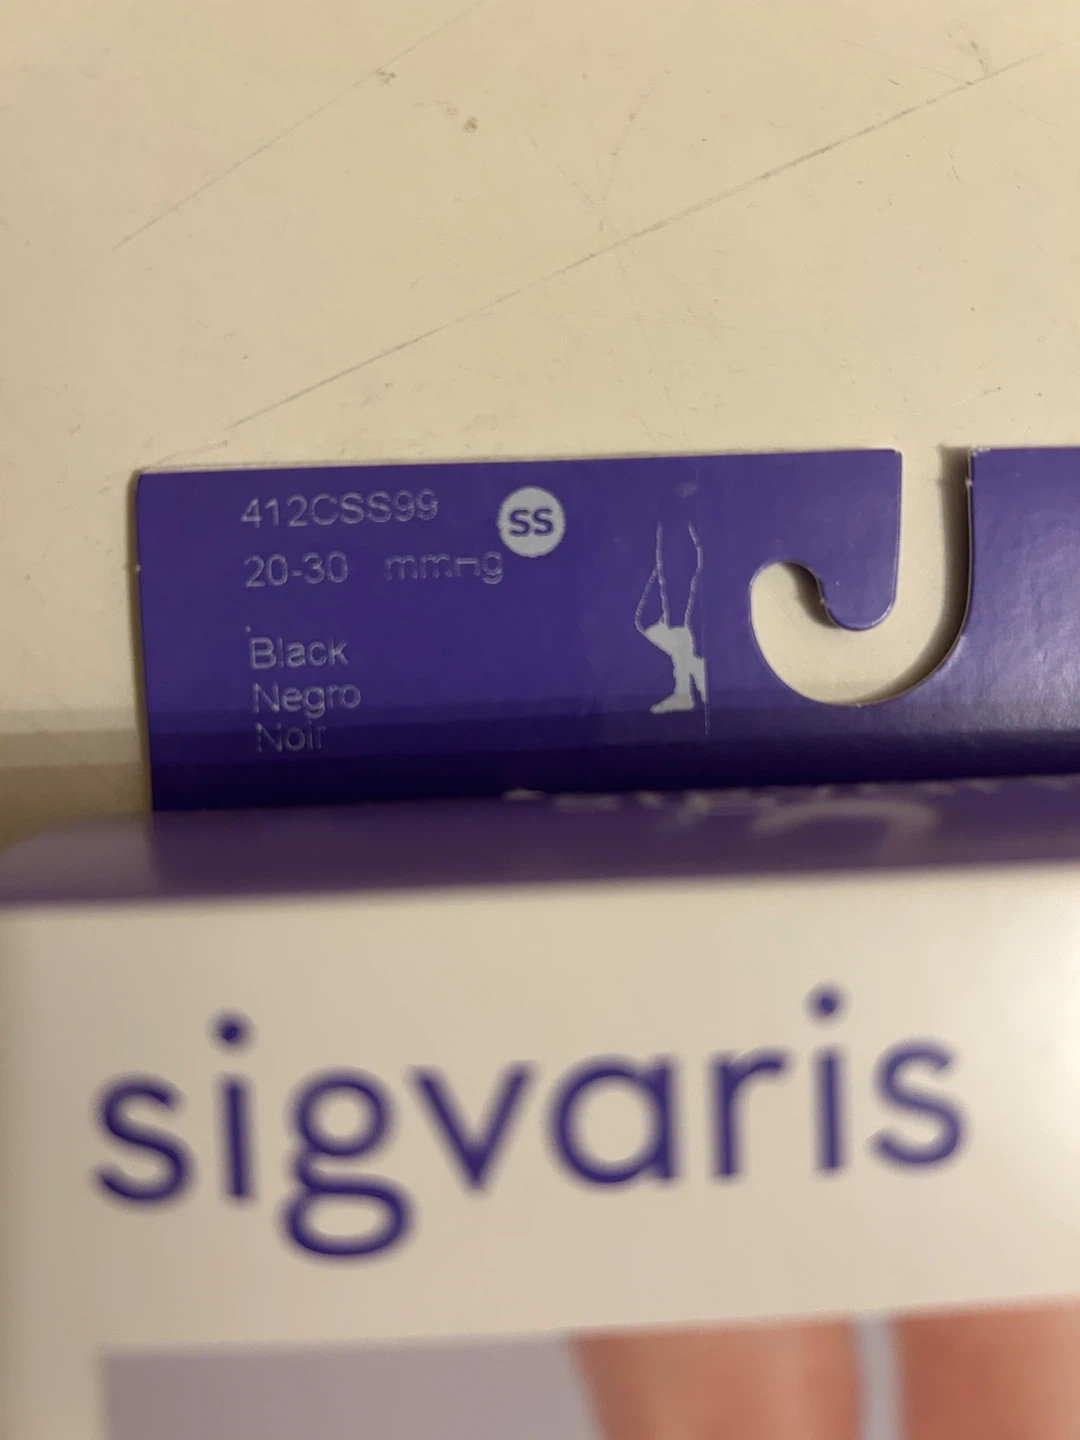 412CSS99
SS
20-30 mmHg
Black
Negro
Noir
sigvaris